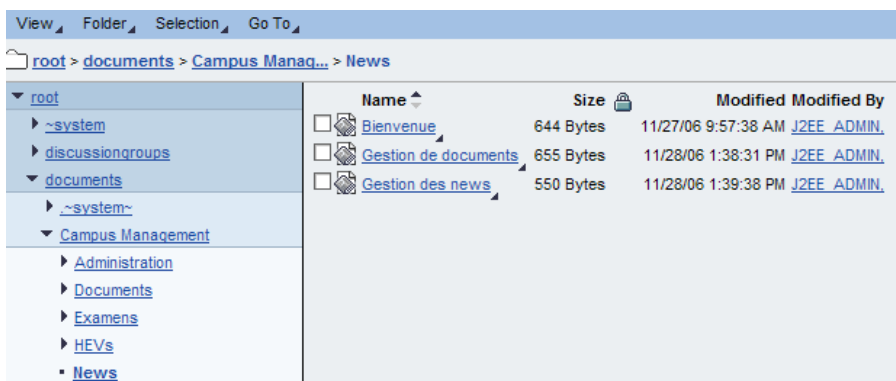 View Folder Selection Go To
root > documents > Campus Manag... > News
root
~system
discussiongroups
documents
.~system~
Campus Management
Administration
Documents
Examens
HEVs
News
Name Size Modified Modified By
Bienvenue 644 Bytes 11/27/06 9:57:38 AM J2EE_ADMIN,
Gestion de documents 655 Bytes 11/28/06 1:38:31 PM J2EE_ADMIN,
Gestion des news 550 Bytes 11/28/06 1:39:38 PM J2EE_ADMIN,